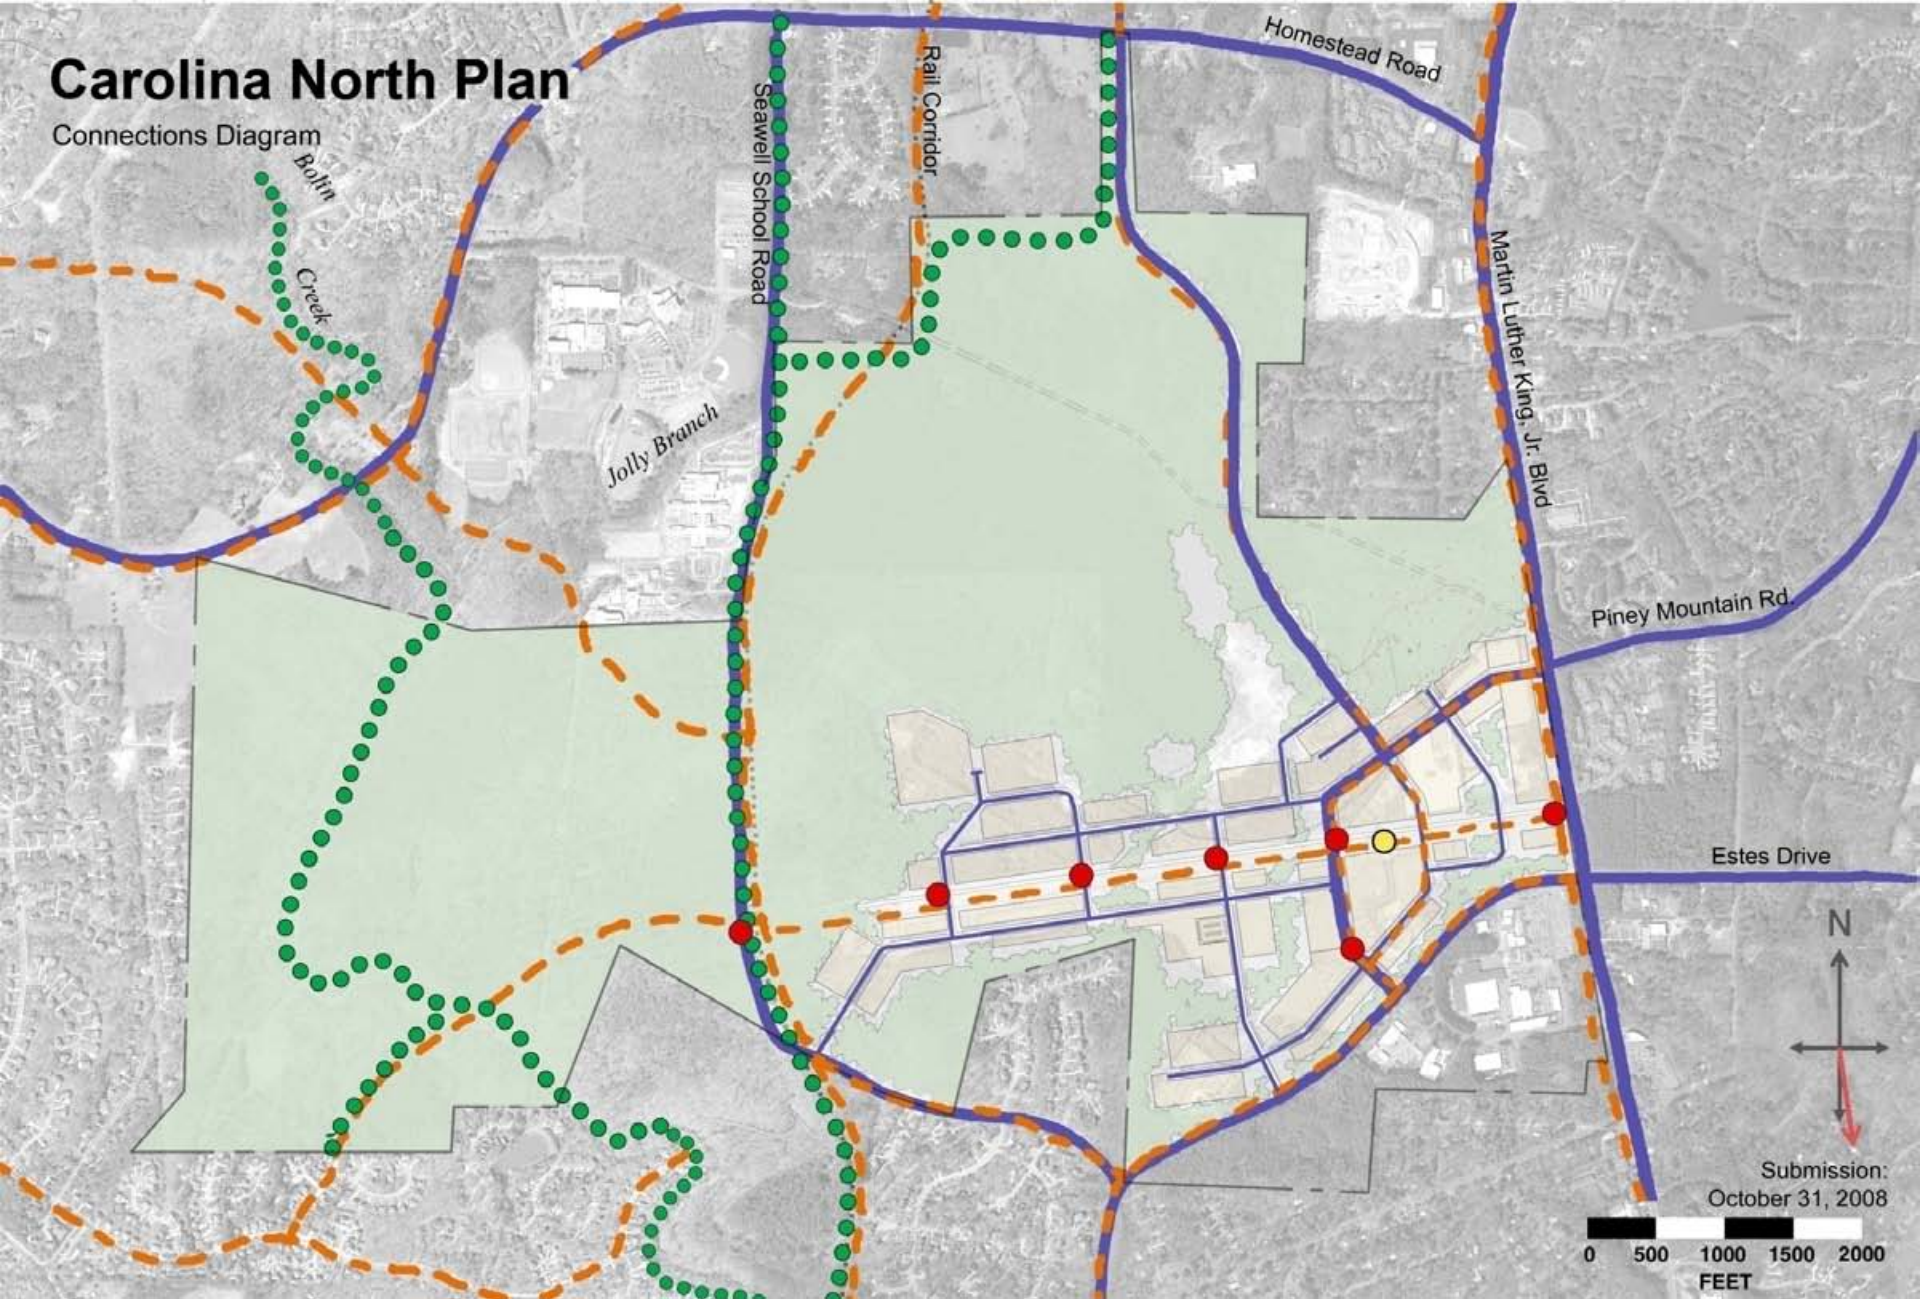 Carolina North Plan
Connections Diagram
Homestead Road
Rail Corridor
Seawell School Road
Bolin
Creek
Martin Luther King, Jr. Blvd
Jolly Branch
Piney Mountain Rd.
Estes Drive
N
Submission:
October 31, 2008
0 500 1000 1500 2000
FEET